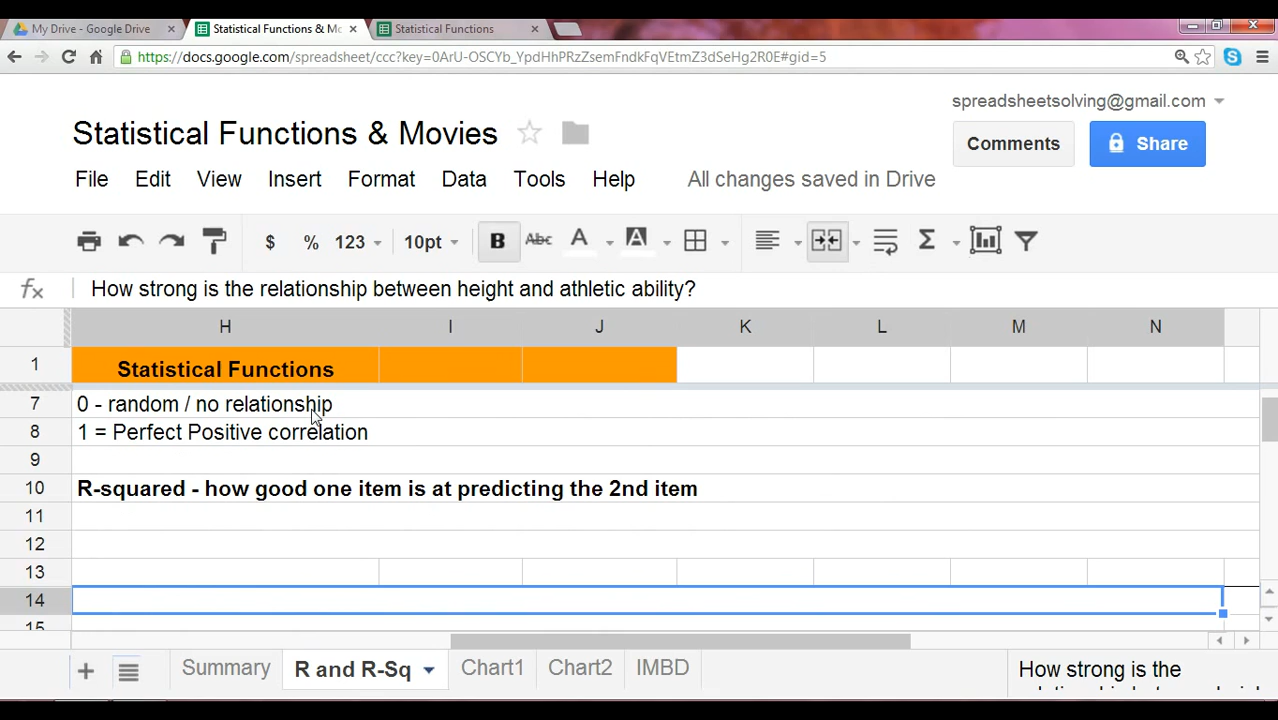 My Drive - Google Drive × Statistical Functions & Mo × Statistical Functions ×
https://docs.google.com/spreadsheet/ccc?key=0ArU-OSCYb_YpdHhPRzZsemFndkFqVEtmZ3dSeHg2R0E#gid=5
spreadsheetsolving@gmail.com
Statistical Functions & Movies
Comments Share
File Edit View Insert Format Data Tools Help All changes saved in Drive
$ % 123 10pt B Abc A A Σ
fx How strong is the relationship between height and athletic ability?
H I J K L M N
1 Statistical Functions
7 0 - random / no relationship
8 1 = Perfect Positive correlation
9
10 R-squared - how good one item is at predicting the 2nd item
11
12
13
14
15
+ Summary R and R-Sq Chart1 Chart2 IMBD How strong is the